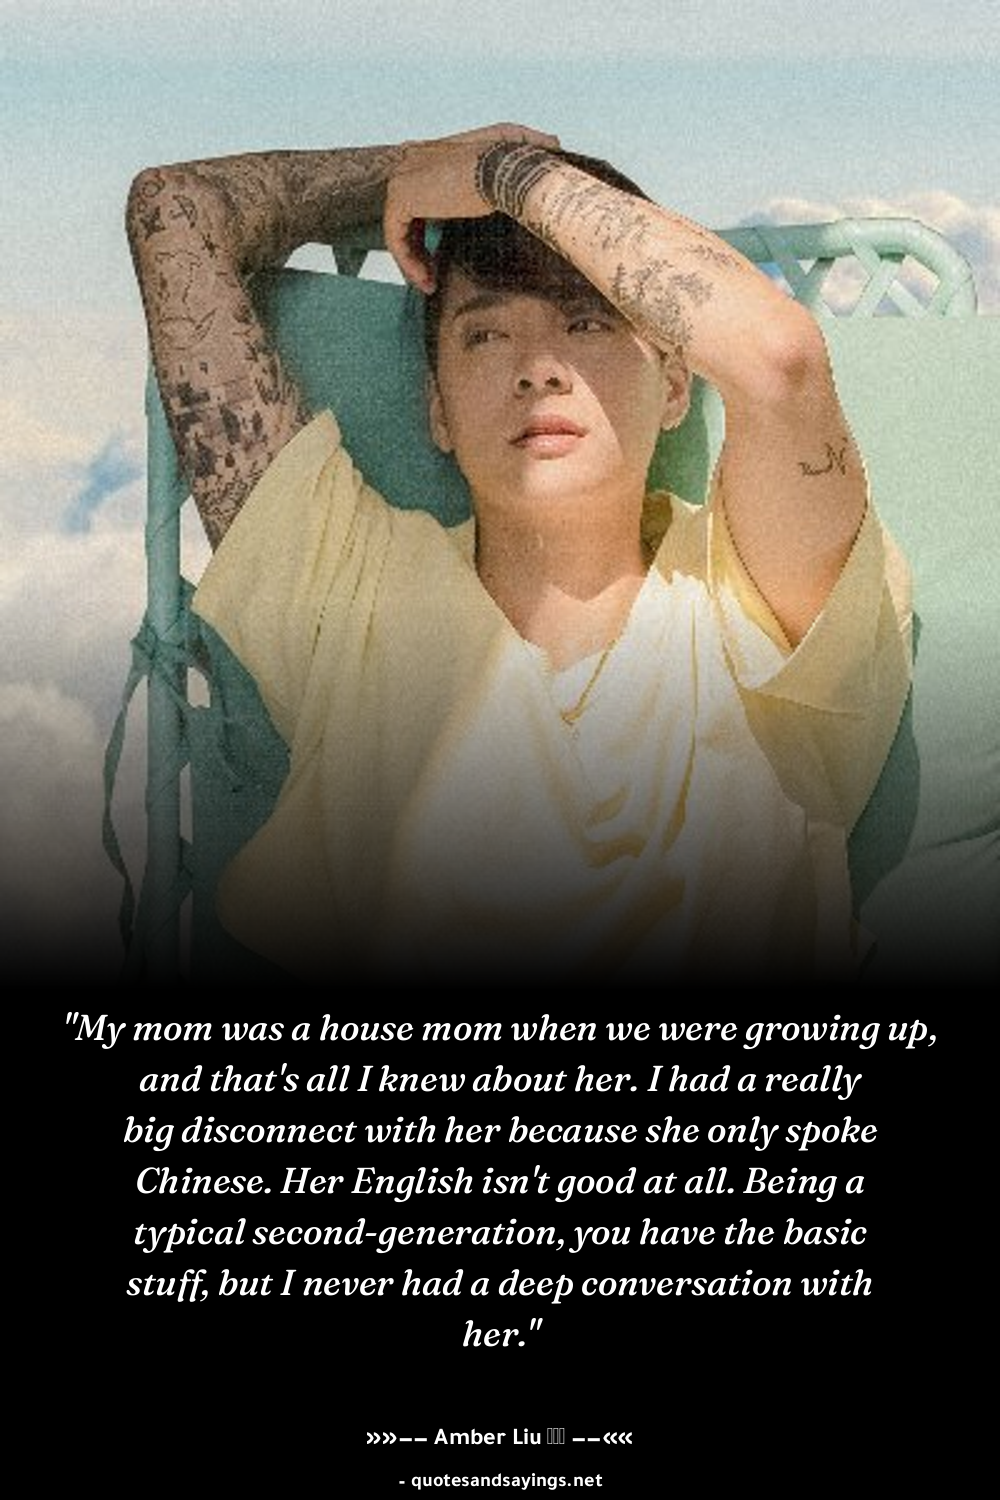 "My mom was a house mom when we were growing up,
and that's all I knew about her. I had a really
big disconnect with her because she only spoke
Chinese. Her English isn't good at all. Being a
typical second-generation, you have the basic
stuff, but I never had a deep conversation with
her."
»»–– Amber Liu ––««
- quotesandsayings.net